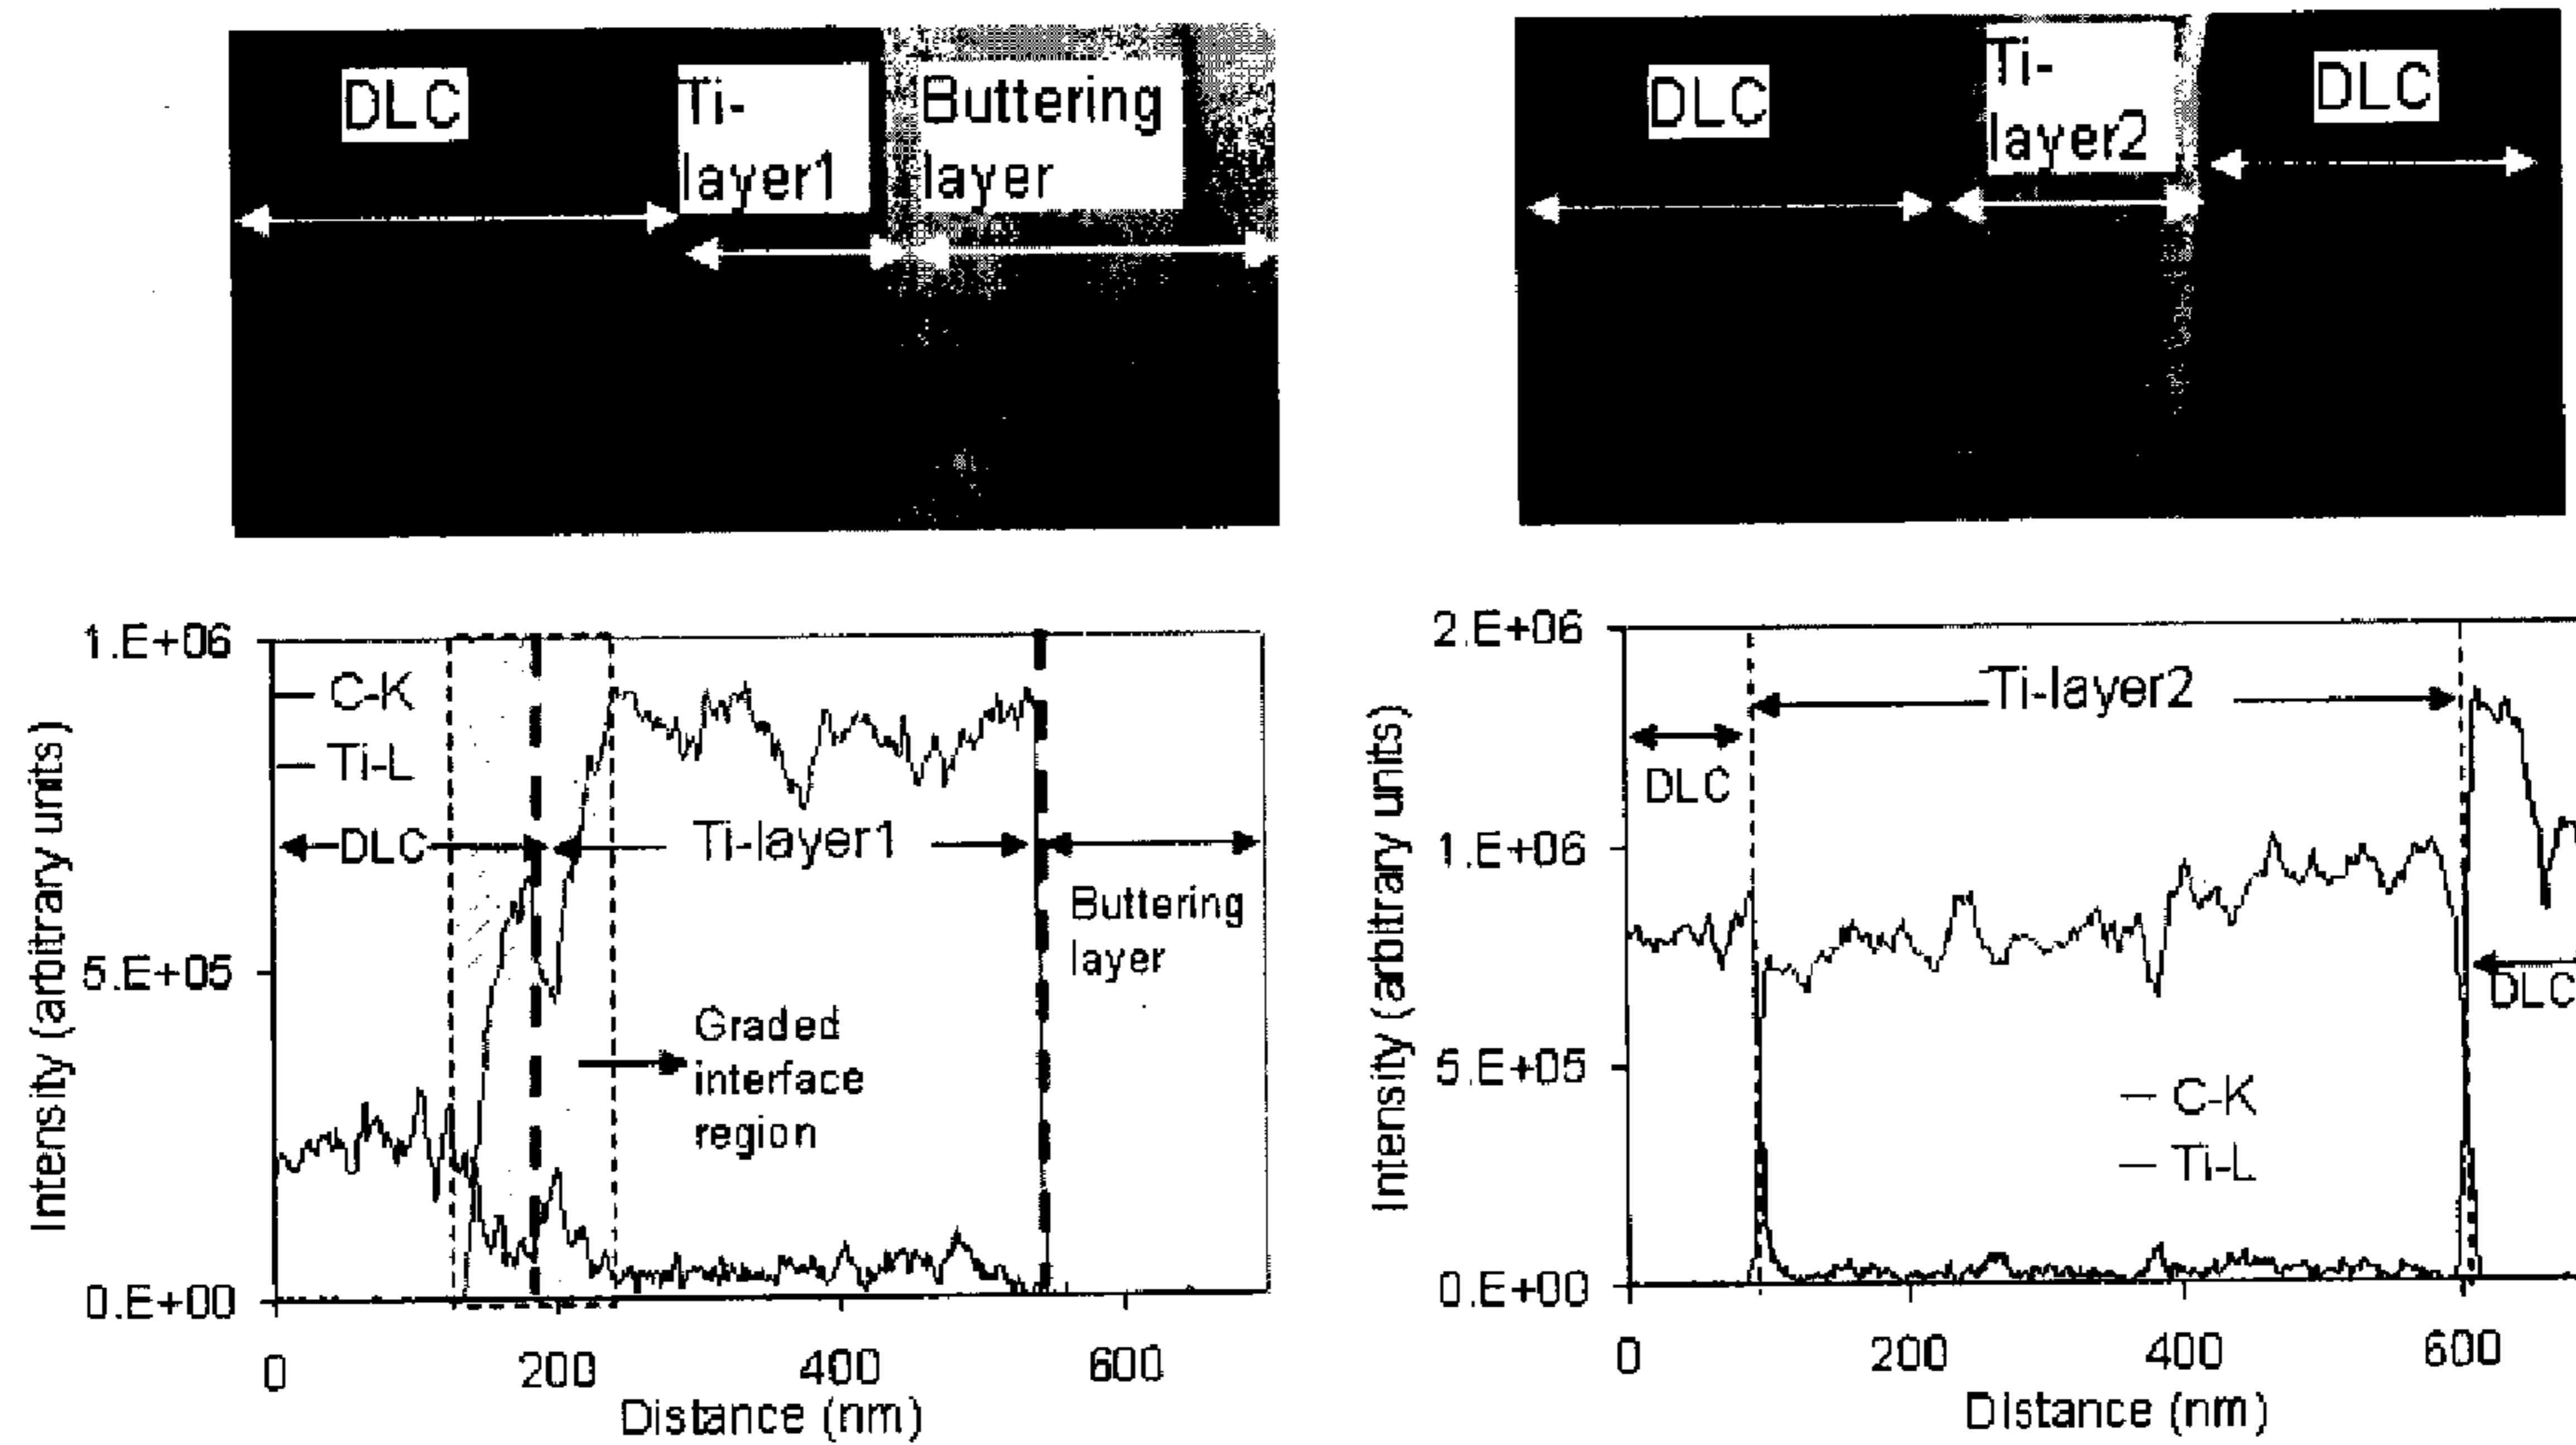 DLC
Ti-
layer1
Buttering
layer
DLC
Ti-
layer2
DLC
1.E+06
5.E+05
0.E+00
Intensity (arbitrary units)
C-K
Ti-L
DLC
Ti-layer1
Buttering
layer
Graded
interface
region
0
200
400
600
Distance (nm)
2.E+06
1.E+06
5.E+05
0.E+00
Intensity (arbitrary units)
Ti-layer2
DLC
DLC
C-K
Ti-L
0
200
400
600
Distance (nm)